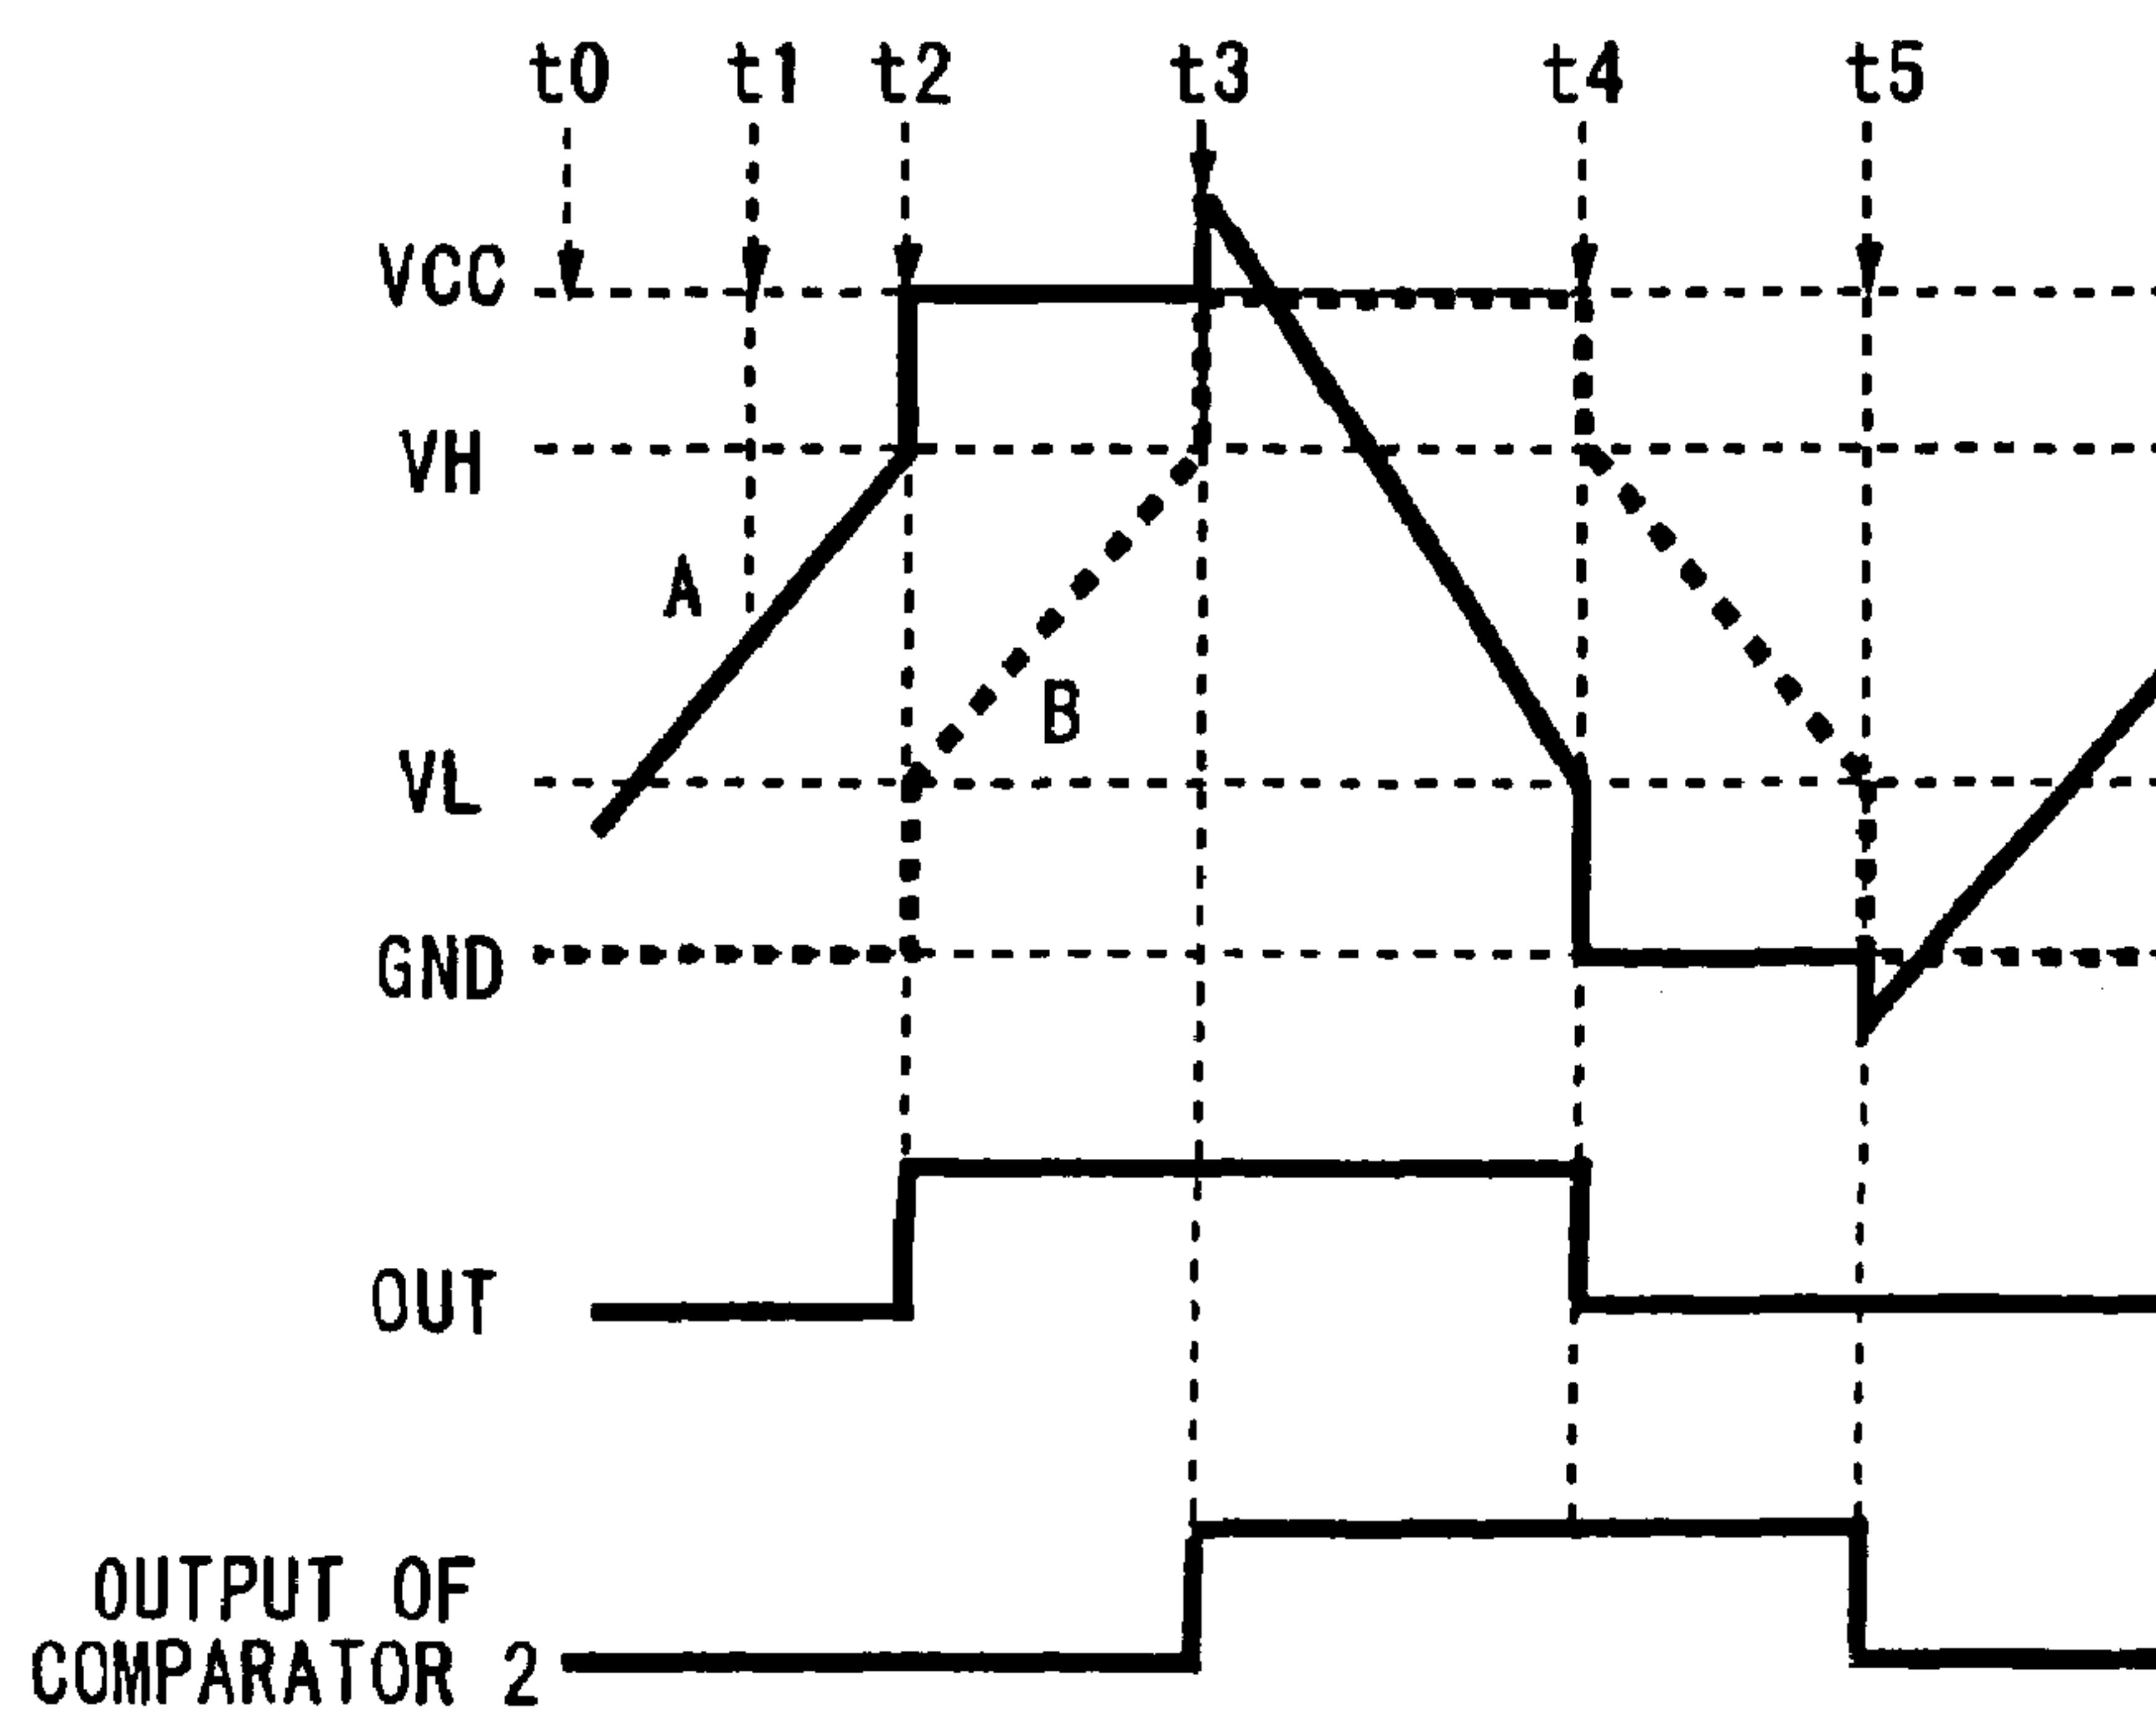 t0 t1 t2 t3 t4 t5
VCC
VH
A
B
VL
GND
OUT
OUTPUT OF
COMPARATOR 2